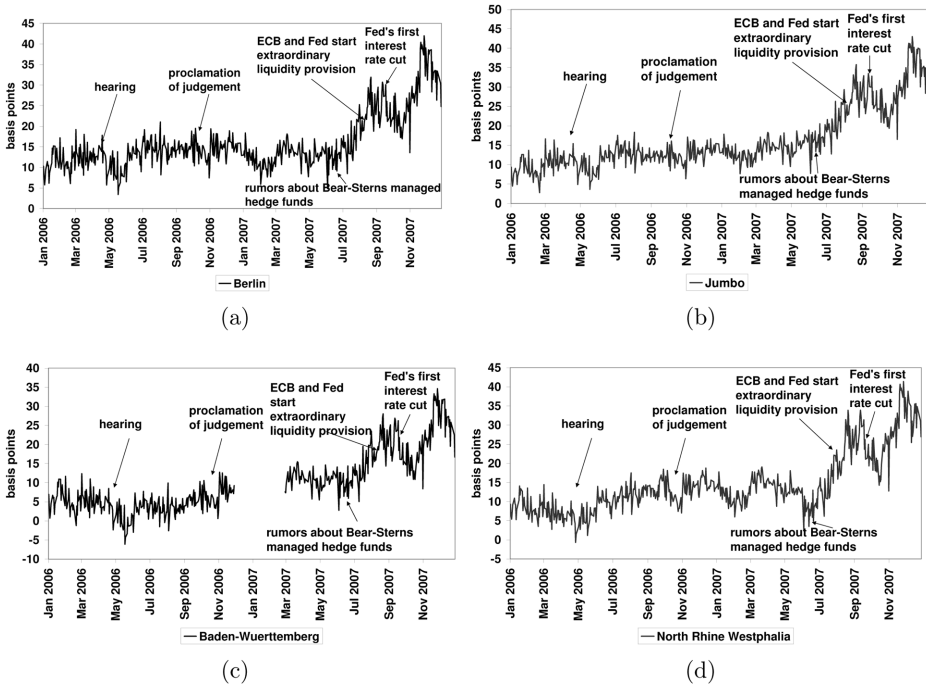 45
40
35
30
25
20
15
10
5
0
basis points
hearing
proclamation
of judgement
ECB and Fed start
extraordinary
liquidity provision
Fed's first
interest
rate cut
rumors about Bear-Sterns managed
hedge funds
Jan 2006
Mar 2006
May 2006
Jul 2006
Sep 2006
Nov 2006
Jan 2007
Mar 2007
May 2007
Jul 2007
Sep 2007
Nov 2007
Berlin
(a)
50
45
40
35
30
25
20
15
10
5
0
basis points
hearing
proclamation
of judgement
ECB and Fed start
extraordinary
liquidity provision
Fed's first
interest
rate cut
rumors about Bear-Sterns
managed hedge funds
Jan 2006
Mar 2006
May 2006
Jul 2006
Sep 2006
Nov 2006
Jan 2007
Mar 2007
May 2007
Jul 2007
Sep 2007
Nov 2007
Jumbo
(b)
40
35
30
25
20
15
10
5
0
-5
-10
basis points
hearing
proclamation
of judgement
ECB and Fed
start
extraordinary
liquidity provision
Fed's first
interest
rate cut
rumors about Bear-Sterns
managed hedge funds
Jan 2006
Mar 2006
May 2006
Jul 2006
Sep 2006
Nov 2006
Jan 2007
Mar 2007
May 2007
Jul 2007
Sep 2007
Nov 2007
Baden-Wuerttemberg
(c)
45
40
35
30
25
20
15
10
5
0
-5
basis points
hearing
proclamation
of judgement
ECB and Fed start
extraordinary
liquidity provision
Fed's first
interest
rate cut
rumors about Bear-Sterns
managed hedge funds
Jan 2006
Mar 2006
May 2006
Jul 2006
Sep 2006
Nov 2006
Jan 2007
Mar 2007
May 2007
Jul 2007
Sep 2007
Nov 2007
North Rhine Westphalia
(d)